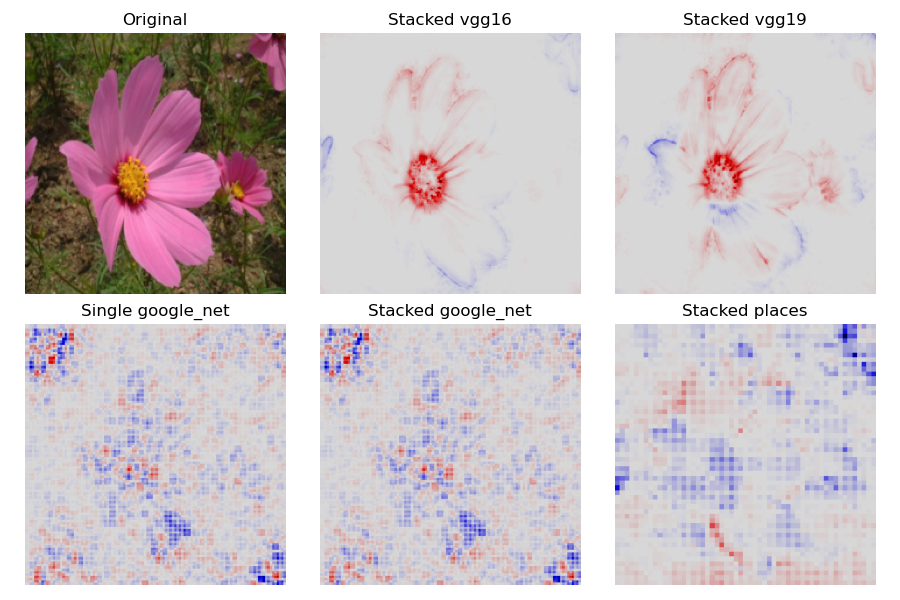 Original
Stacked vgg16
Stacked vgg19
Single google_net
Stacked google_net
Stacked places